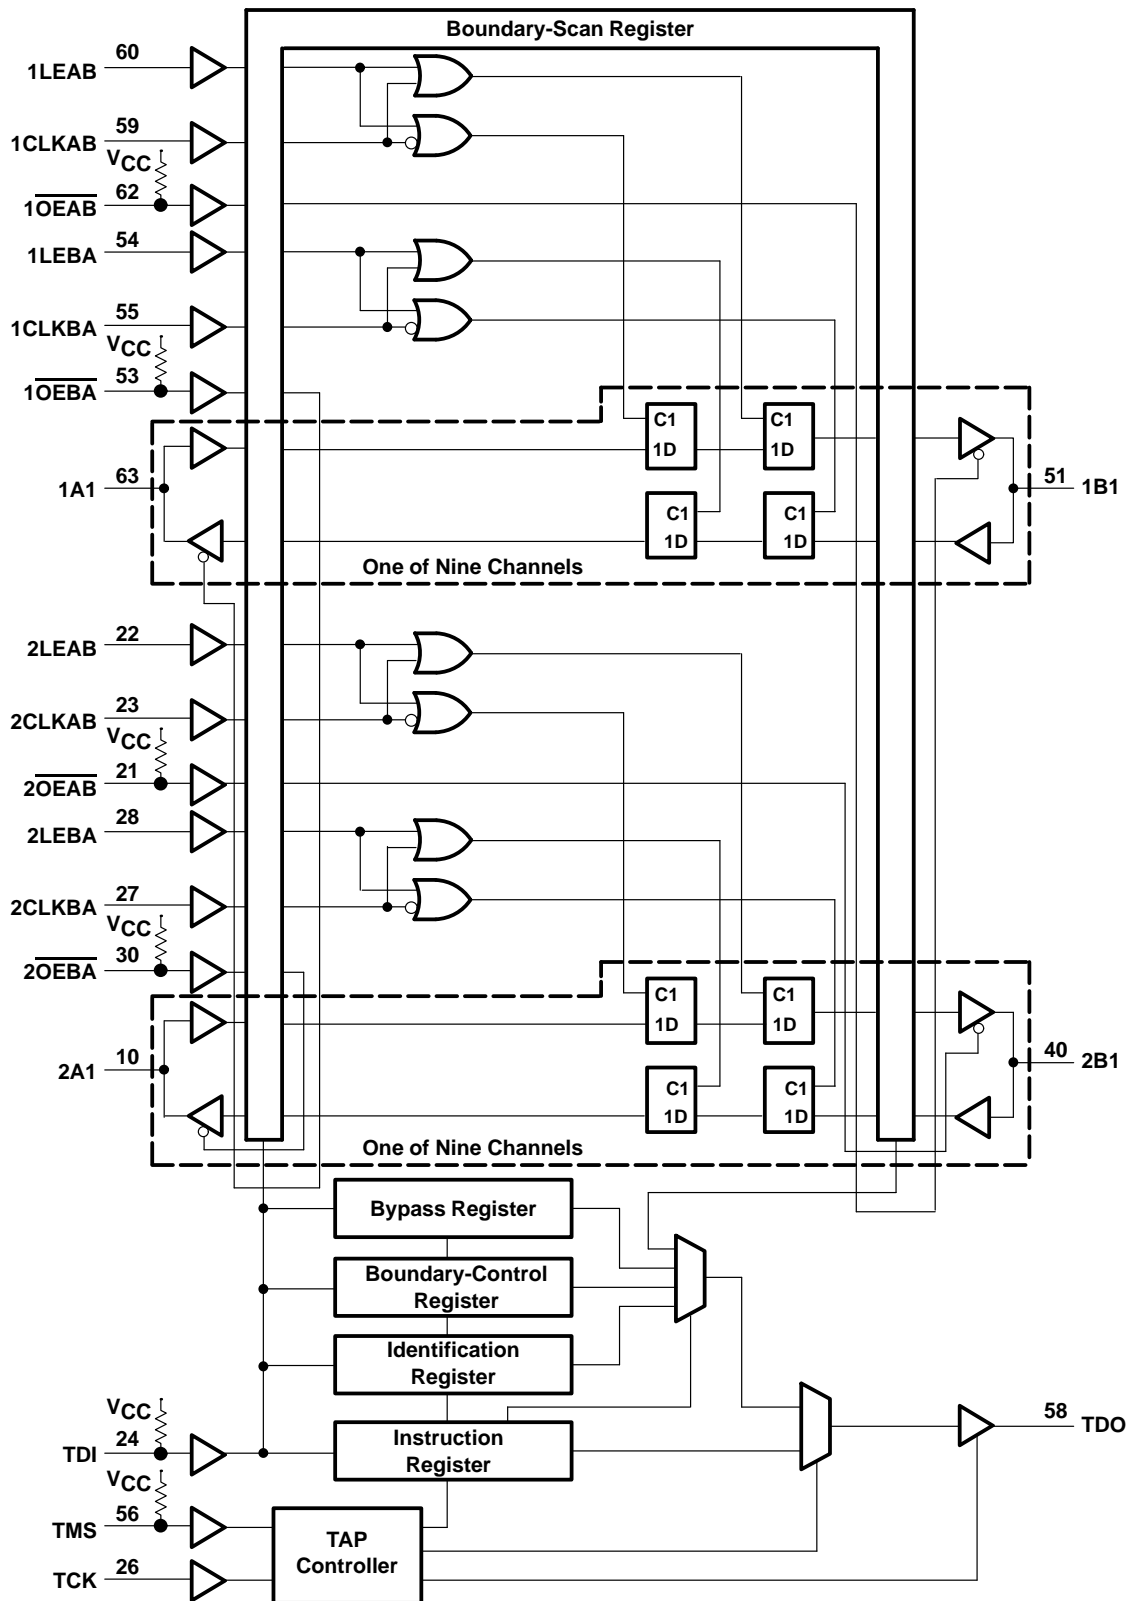 Boundary-Scan Register
60
1LEAB
59
1CLKAB
VCC
62
1OEAB
54
1LEBA
55
1CLKBA
VCC
53
1OEBA
C1
1D
C1
1D
63
1A1
51
1B1
C1
1D
C1
1D
One of Nine Channels
22
2LEAB
23
2CLKAB
VCC
21
2OEAB
28
2LEBA
27
2CLKBA
VCC
30
2OEBA
C1
1D
C1
1D
10
2A1
40
2B1
C1
1D
C1
1D
One of Nine Channels
Bypass Register
Boundary-Control
Register
Identification
Register
VCC
24
TDI
Instruction
Register
58
TDO
VCC
56
TMS
TAP
Controller
26
TCK